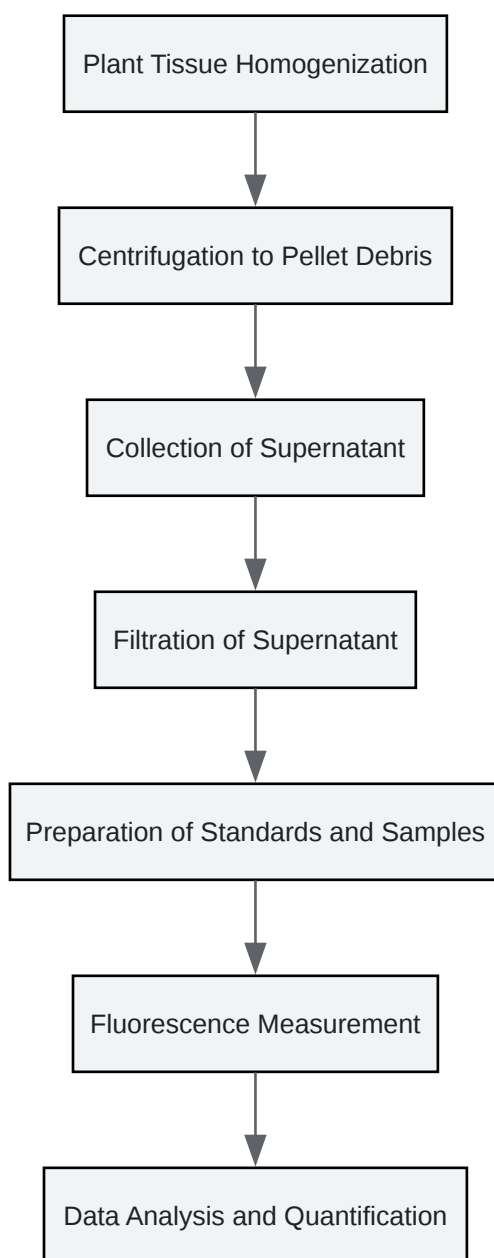 Plant Tissue Homogenization
Centrifugation to Pellet Debris
Collection of Supernatant
Filtration of Supernatant
Preparation of Standards and Samples
Fluorescence Measurement
Data Analysis and Quantification